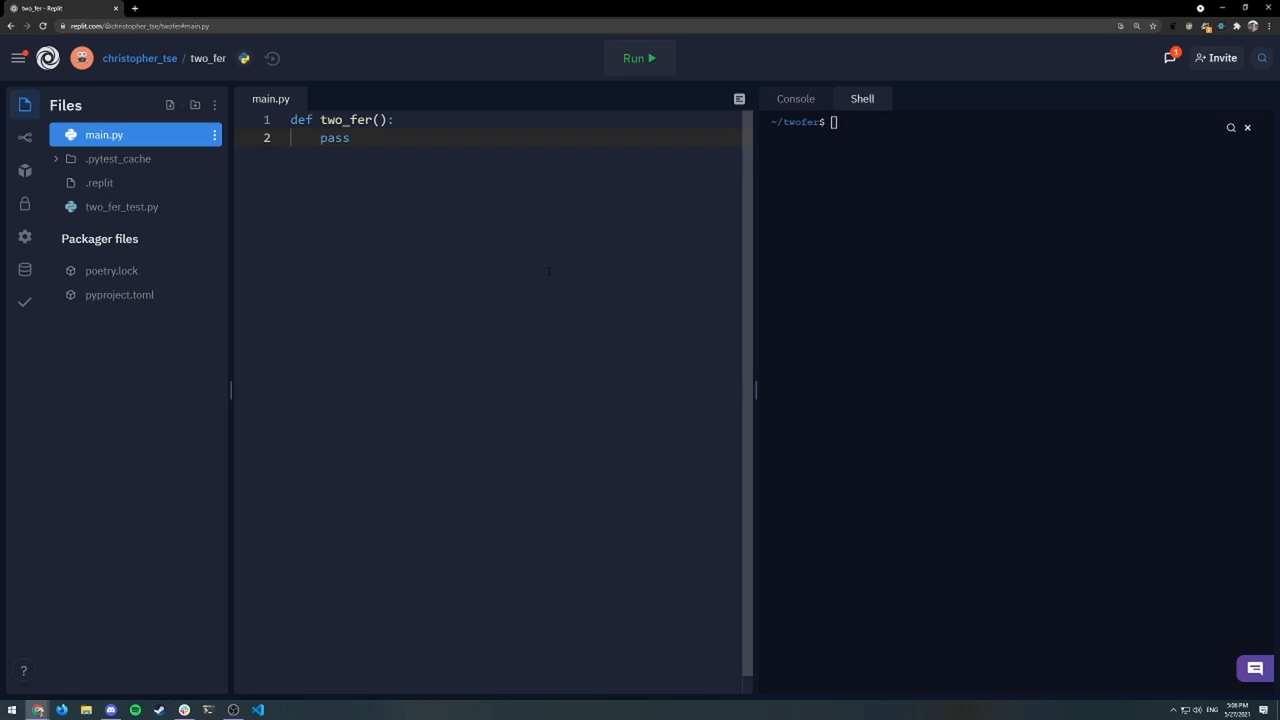 two_fer - Replit
replit.com/@christopher_tse/twofer#main.py
christopher_tse / two_fer
Run
1
Invite
Files
main.py
.pytest_cache
.replit
two_fer_test.py
Packager files
poetry.lock
pyproject.toml
main.py
1 def two_fer():
2 pass
Console
Shell
~/twofer$
?
ENG
5:06 PM
5/27/2021